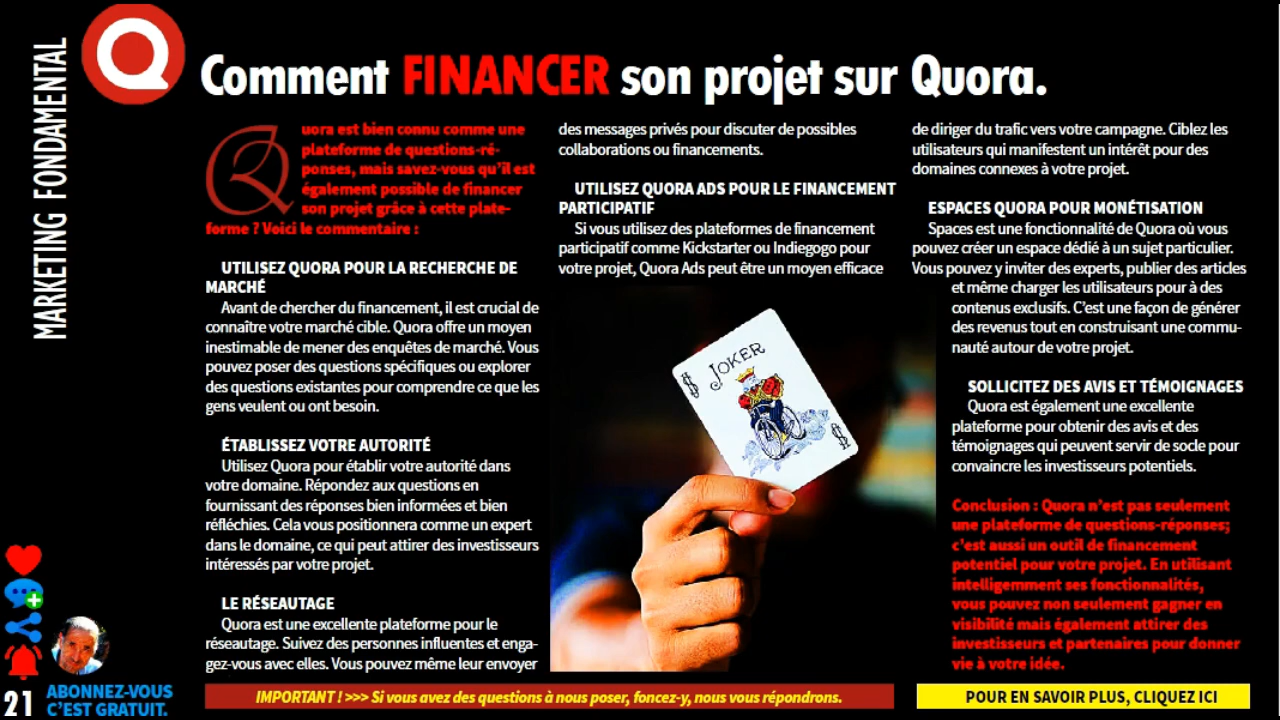 MARKETING FONDAMENTAL
Q
Comment FINANCER son projet sur Quora.
Quora est bien connu comme une
plateforme de questions-ré-
ponses, mais savez-vous qu'il est
également possible de financer
son projet grâce à cette plate-
forme ? Voici le commentaire :
UTILISEZ QUORA POUR LA RECHERCHE DE
MARCHÉ
Avant de chercher du financement, il est crucial de
connaître votre marché cible. Quora offre un moyen
inestimable de mener des enquêtes de marché. Vous
pouvez poser des questions spécifiques ou explorer
des questions existantes pour comprendre ce que les
gens veulent ou ont besoin.
ÉTABLISSEZ VOTRE AUTORITÉ
Utilisez Quora pour établir votre autorité dans
votre domaine. Répondez aux questions en
fournissant des réponses bien informées et bien
réfléchies. Cela vous positionnera comme un expert
dans le domaine, ce qui peut attirer des investisseurs
intéressés par votre projet.
LE RÉSEAUTAGE
Quora est une excellente plateforme pour le
réseautage. Suivez des personnes influentes et enga-
gez-vous avec elles. Vous pouvez même leur envoyer
des messages privés pour discuter de possibles
collaborations ou financements.
UTILISEZ QUORA ADS POUR LE FINANCEMENT
PARTICIPATIF
Si vous utilisez des plateformes de financement
participatif comme Kickstarter ou Indiegogo pour
votre projet, Quora Ads peut être un moyen efficace
JOKER
de diriger du trafic vers votre campagne. Ciblez les
utilisateurs qui manifestent un intérêt pour des
domaines connexes à votre projet.
ESPACES QUORA POUR MONÉTISATION
Spaces est une fonctionnalité de Quora où vous
pouvez créer un espace dédié à un sujet particulier.
Vous pouvez y inviter des experts, publier des articles
et même charger les utilisateurs pour à des
contenus exclusifs. C'est une façon de générer
des revenus tout en construisant une commu-
nauté autour de votre projet.
SOLLICITEZ DES AVIS ET TÉMOIGNAGES
Quora est également une excellente
plateforme pour obtenir des avis et des
témoignages qui peuvent servir de socle pour
convaincre les investisseurs potentiels.
Conclusion : Quora n'est pas seulement
une plateforme de questions-réponses;
c'est aussi un outil de financement
potentiel pour votre projet. En utilisant
intelligemment ses fonctionnalités,
vous pouvez non seulement gagner en
visibilité mais également attirer des
investisseurs et partenaires pour donner
vie à votre idée.
21
ABONNEZ-VOUS
C'EST GRATUIT.
IMPORTANT ! >>> Si vous avez des questions à nous poser, foncez-y, nous vous répondrons.
POUR EN SAVOIR PLUS, CLIQUEZ ICI